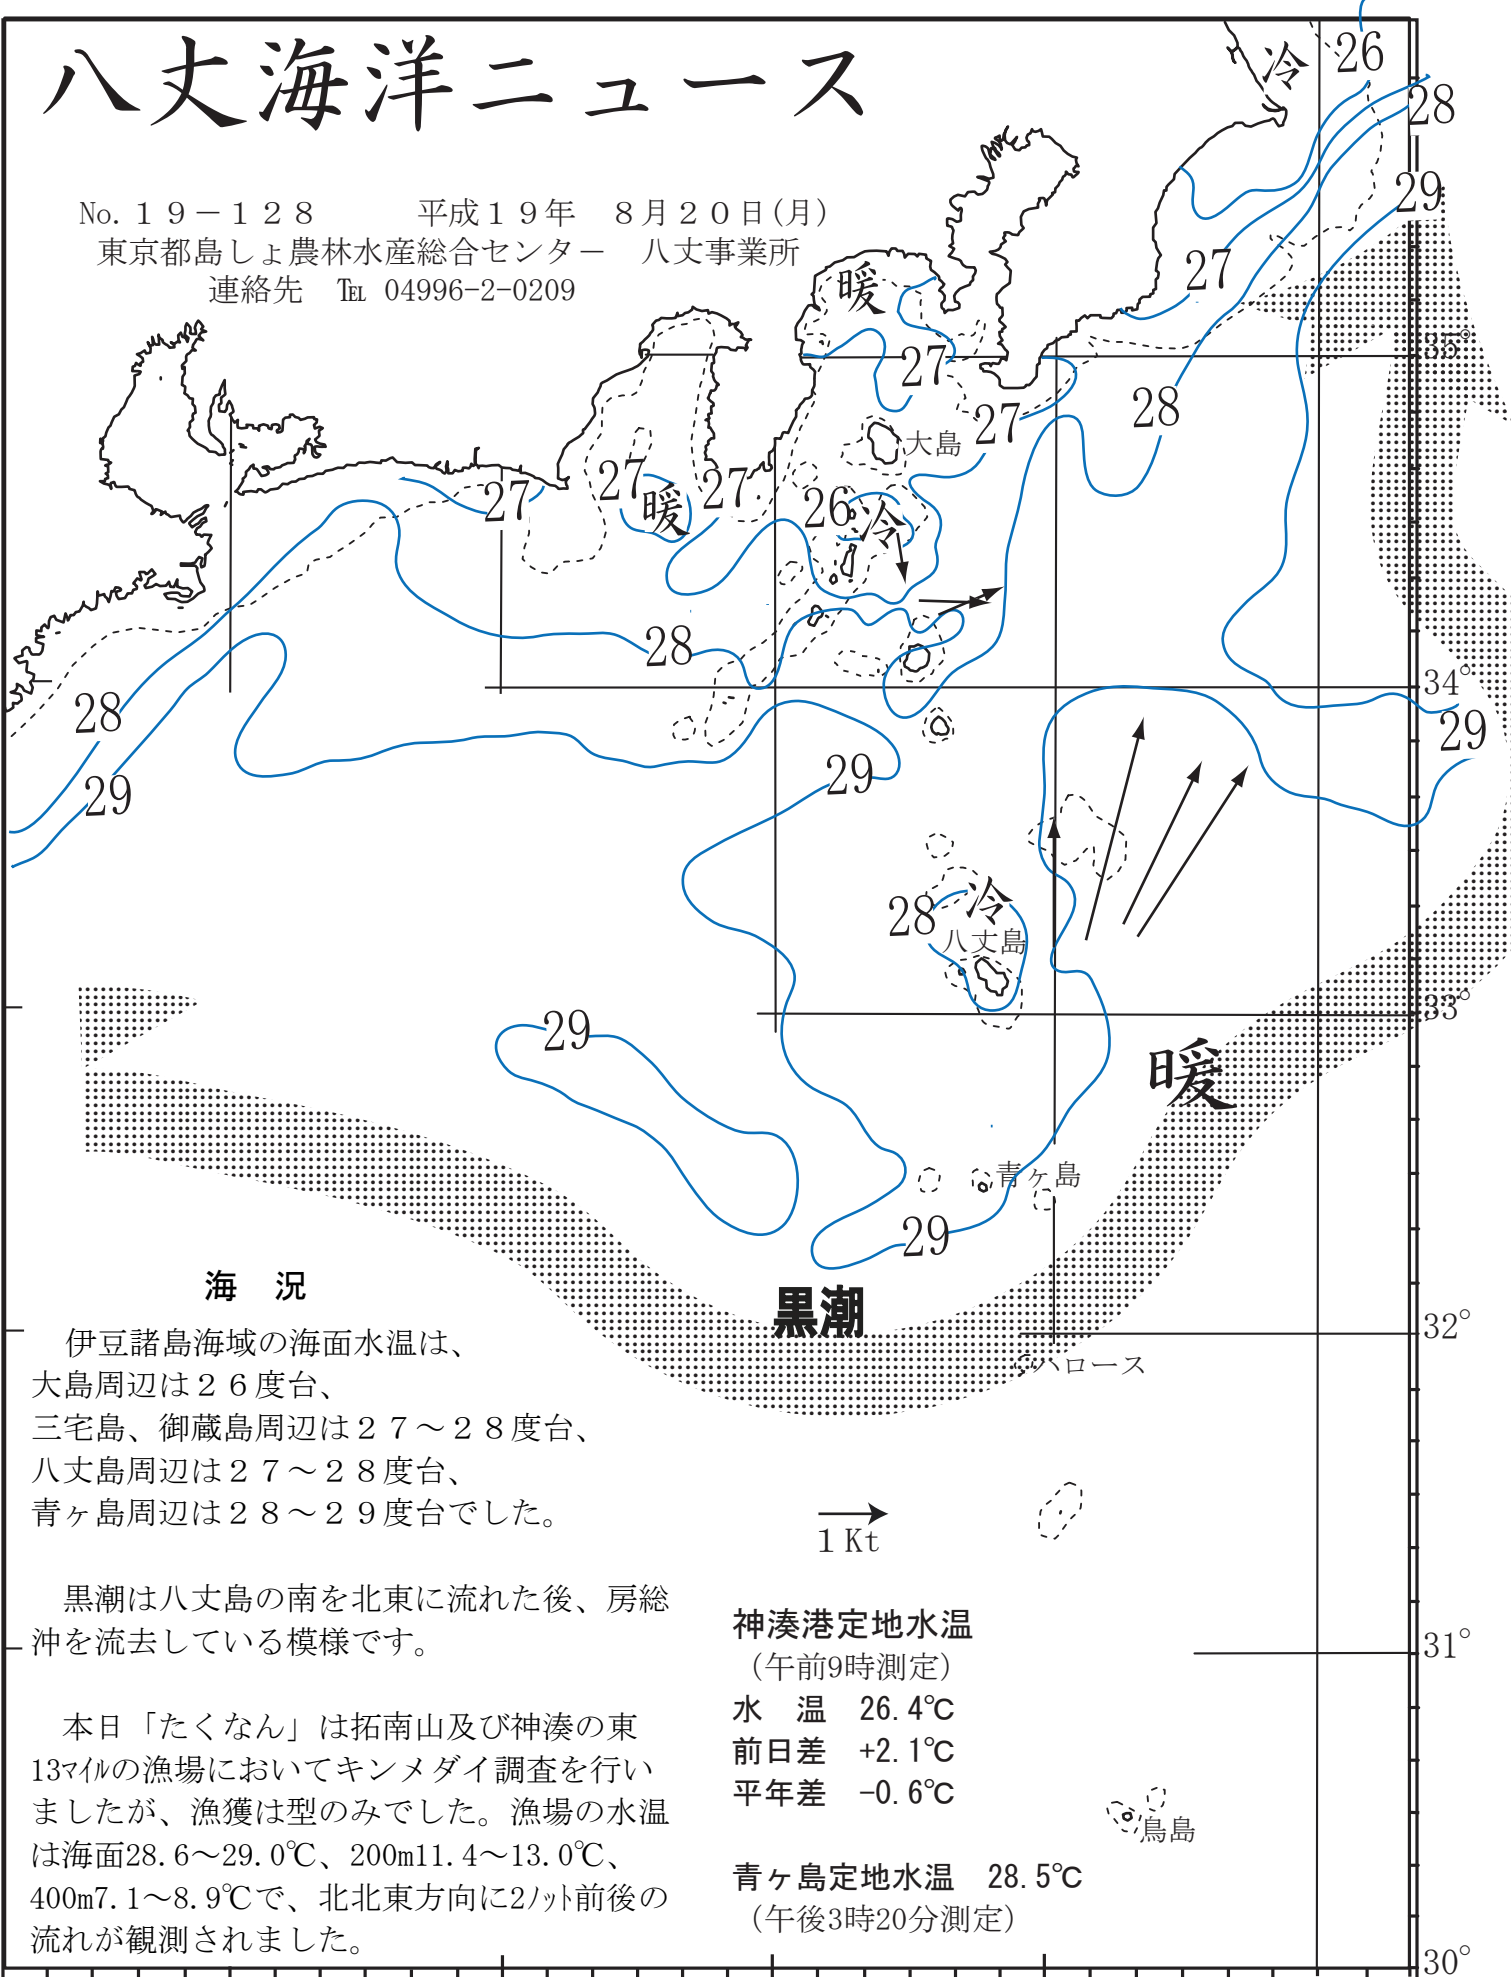 八丈海洋ニュース
No.１９－１２８　平成１９年　８月２０日(月)
東京都島しょ農林水産総合センター　八丈事業所
連絡先　℡ 04996-2-0209
冷
26
28
29
27
暖
27
35°
28
27
大島
27
27
暖
27
26
冷
28
34°
28
29
29
29
28
冷
八丈島
33°
29
暖
青ヶ島
29
黒潮
32°
ハロース
海　況
伊豆諸島海域の海面水温は、
大島周辺は２６度台、
三宅島、御蔵島周辺は２７～２８度台、
八丈島周辺は２７～２８度台、
青ヶ島周辺は２８～２９度台でした。
黒潮は八丈島の南を北東に流れた後、房総
沖を流去している模様です。
本日「たくなん」は拓南山及び神湊の東
13ﾏｲﾙの漁場においてキンメダイ調査を行い
ましたが、漁獲は型のみでした。漁場の水温
は海面28.6～29.0℃、200m11.4～13.0℃、
400m7.1～8.9℃で、北北東方向に2ﾉｯﾄ前後の
流れが観測されました。
1 Kt
神湊港定地水温
（午前9時測定）
水　温　26.4℃
前日差　+2.1℃
平年差　-0.6℃
青ヶ島定地水温　28.5℃
（午後3時20分測定）
31°
鳥島
30°